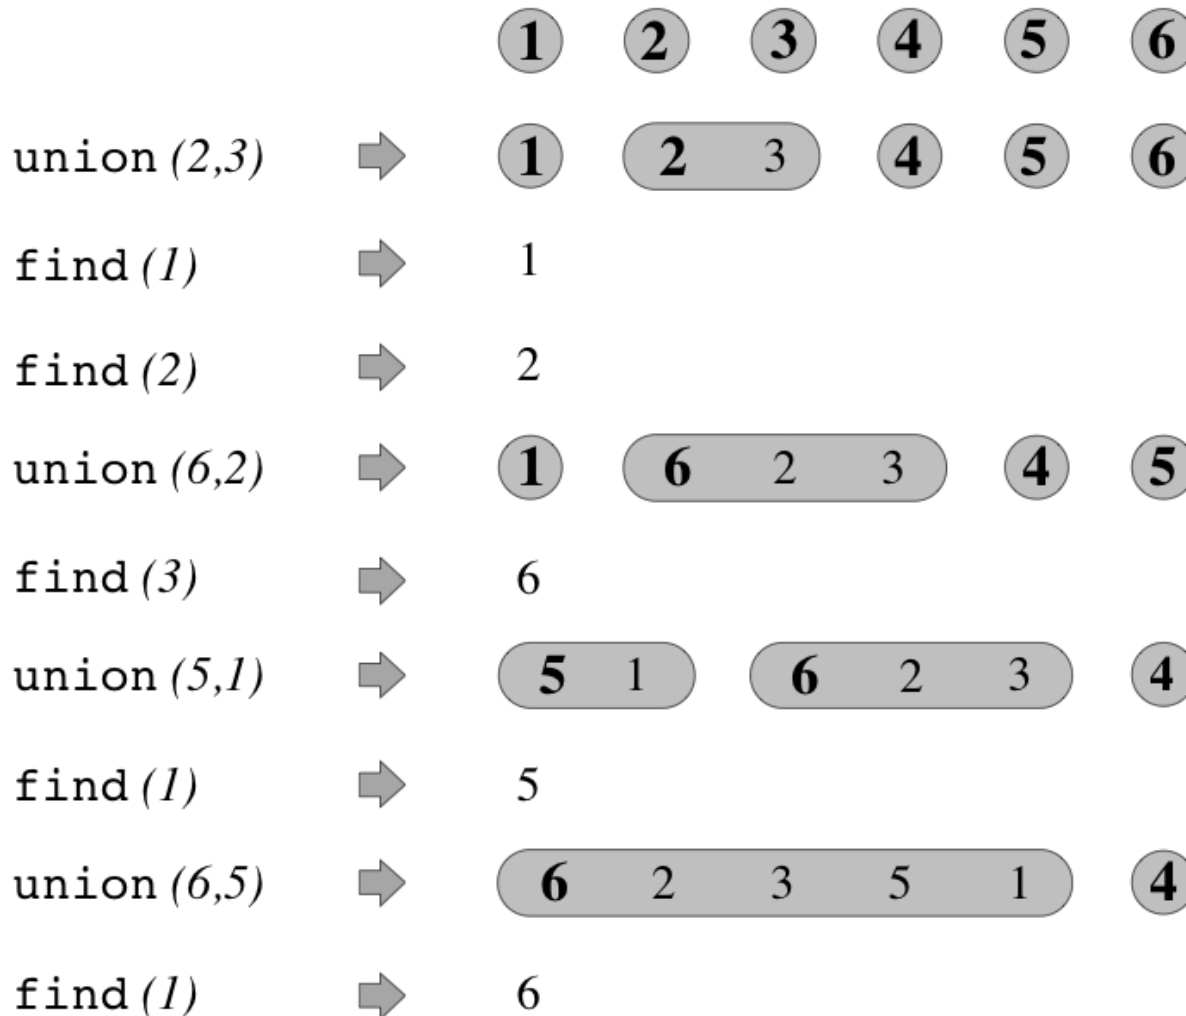 1 2 3 4 5 6
union (2,3) 1 2 3 4 5 6
find (1) 1
find (2) 2
union (6,2) 1 6 2 3 4 5
find (3) 6
union (5,1) 5 1 6 2 3 4
find (1) 5
union (6,5) 6 2 3 5 1 4
find (1) 6